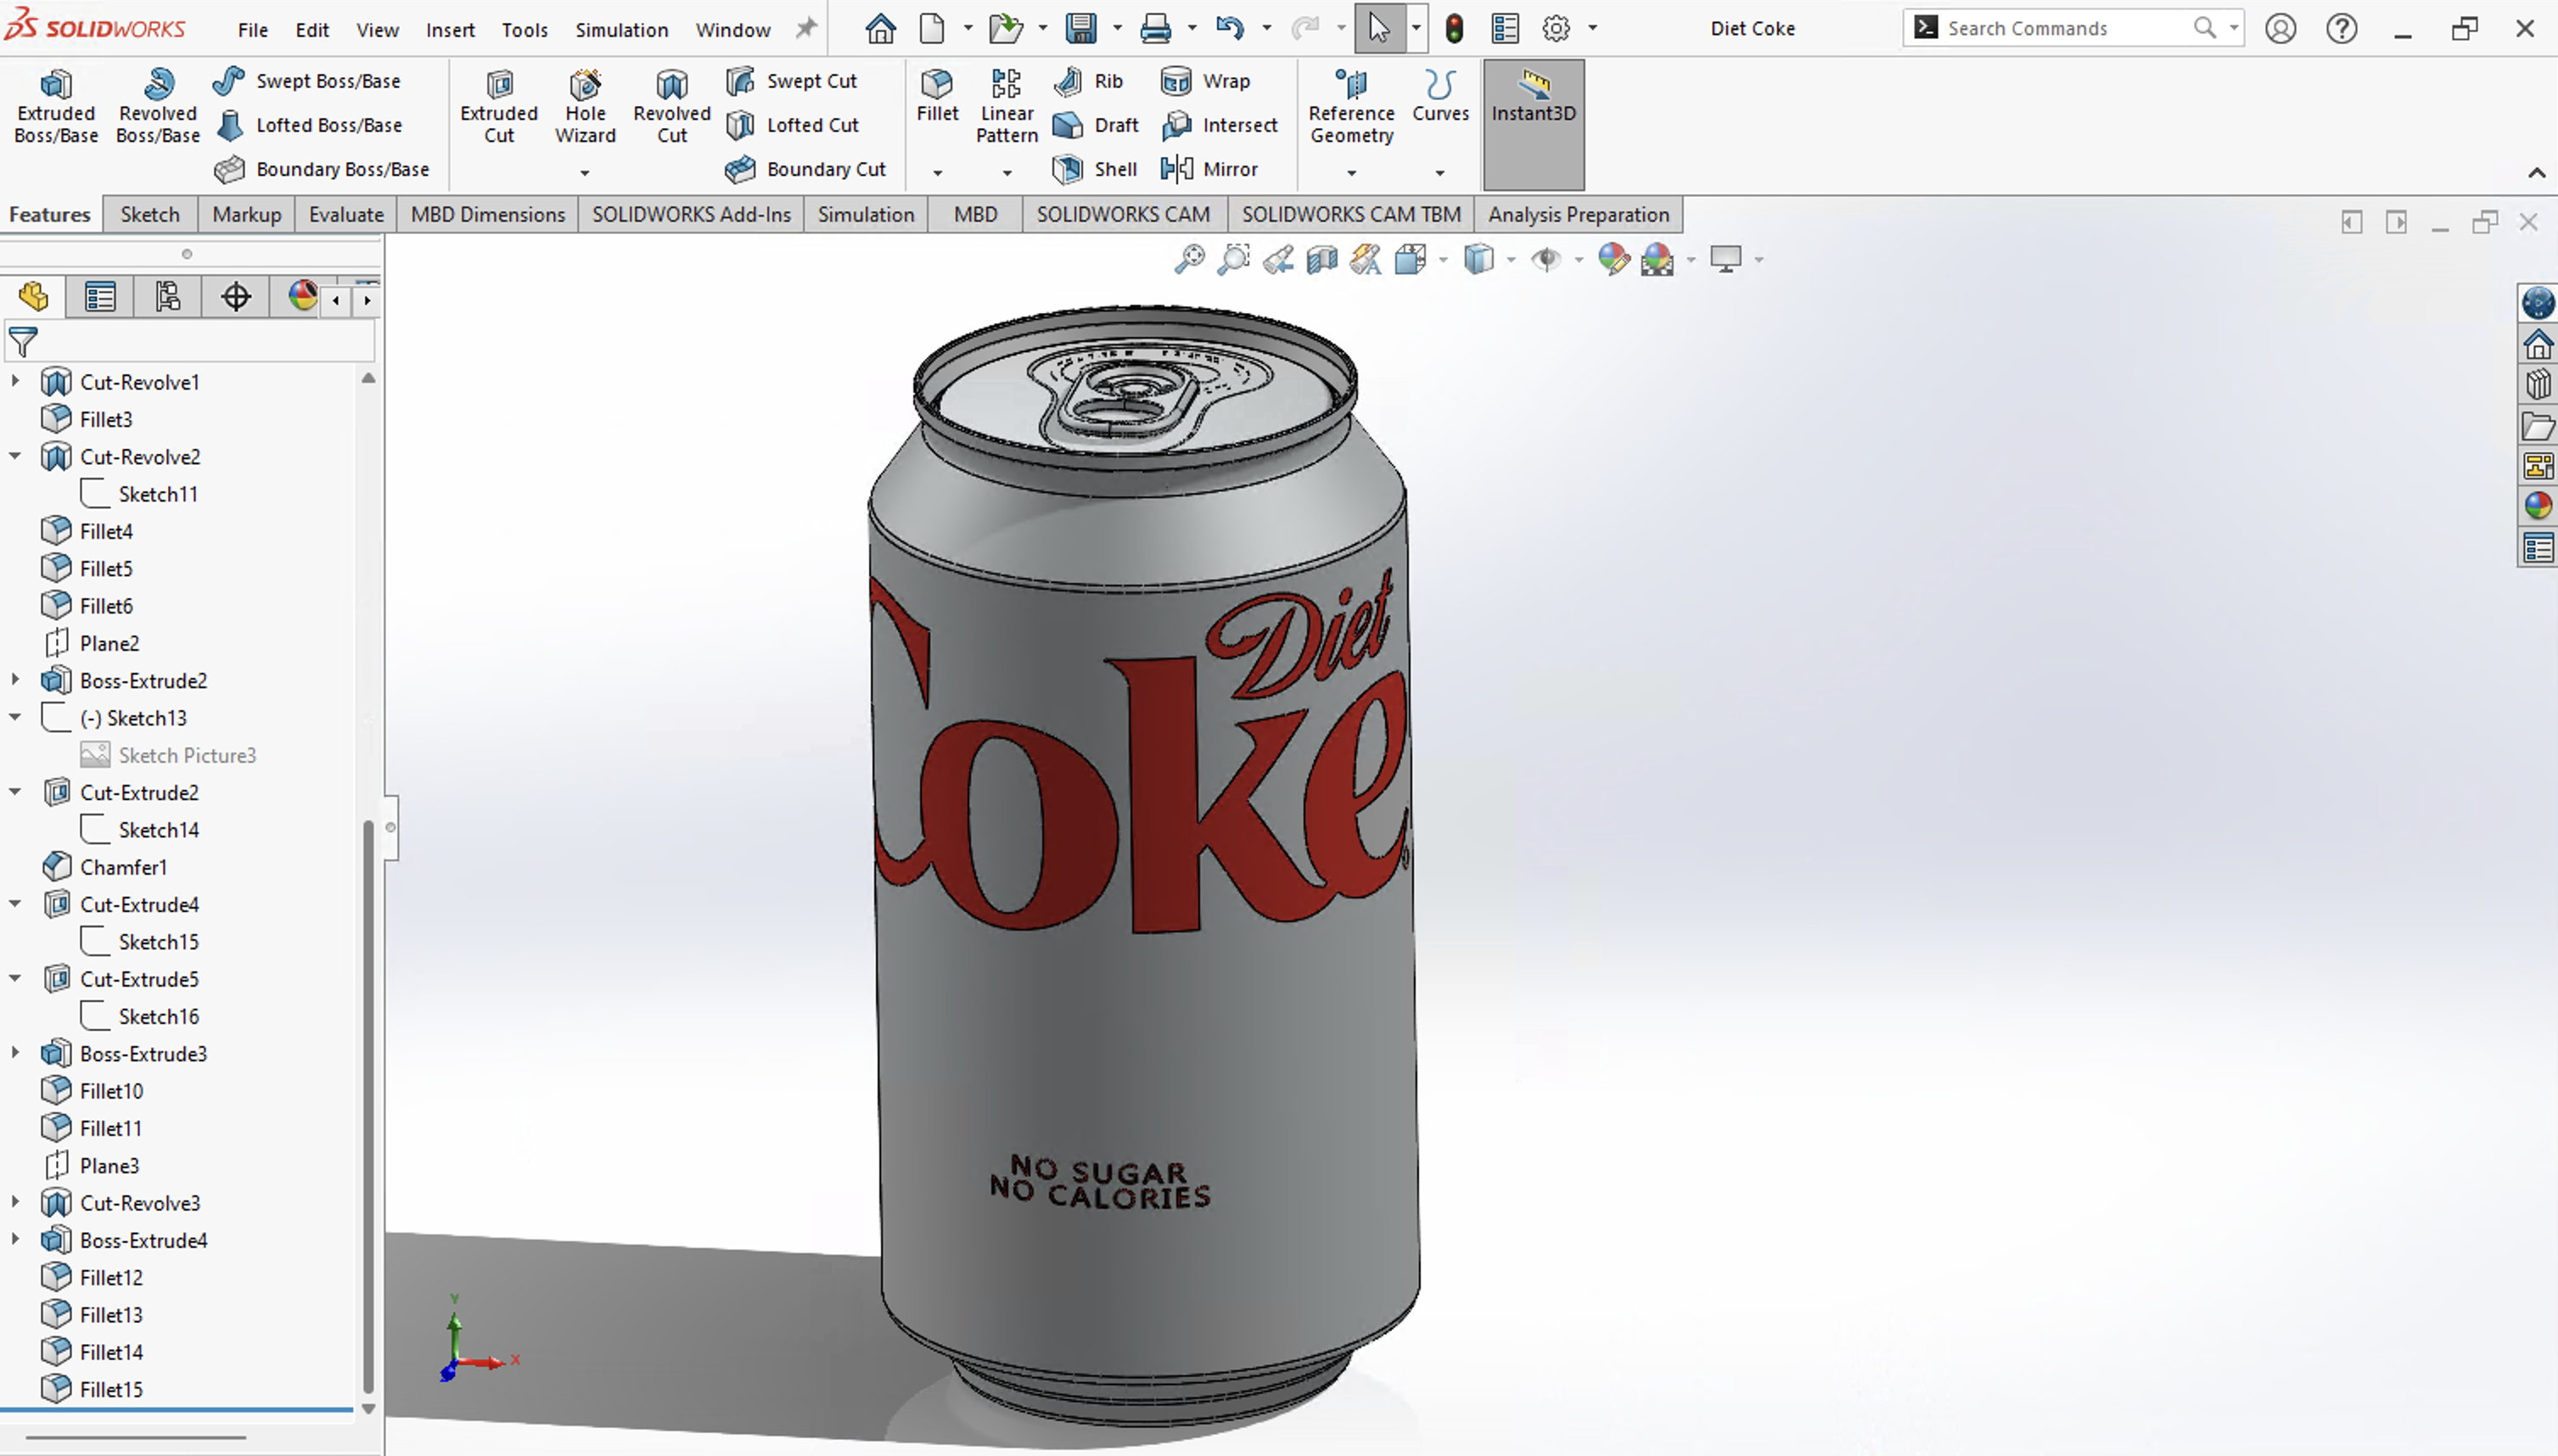 SOLIDWORKS File Edit View Insert Tools Simulation Window Diet Coke Search Commands
Extruded Boss/Base
Revolved Boss/Base
Swept Boss/Base
Lofted Boss/Base
Boundary Boss/Base
Extruded Cut
Hole Wizard
Revolved Cut
Swept Cut
Lofted Cut
Boundary Cut
Fillet
Linear Pattern
Rib
Draft
Shell
Wrap
Intersect
Mirror
Reference Geometry
Curves
Instant3D
Features Sketch Markup Evaluate MBD Dimensions SOLIDWORKS Add-Ins Simulation MBD SOLIDWORKS CAM SOLIDWORKS CAM TBM Analysis Preparation
Cut-Revolve1
Fillet3
Cut-Revolve2
Sketch11
Fillet4
Fillet5
Fillet6
Plane2
Boss-Extrude2
(-) Sketch13
Sketch Picture3
Cut-Extrude2
Sketch14
Chamfer1
Cut-Extrude4
Sketch15
Cut-Extrude5
Sketch16
Boss-Extrude3
Fillet10
Fillet11
Plane3
Cut-Revolve3
Boss-Extrude4
Fillet12
Fillet13
Fillet14
Fillet15
Diet
Coke
NO SUGAR
NO CALORIES
Y
X